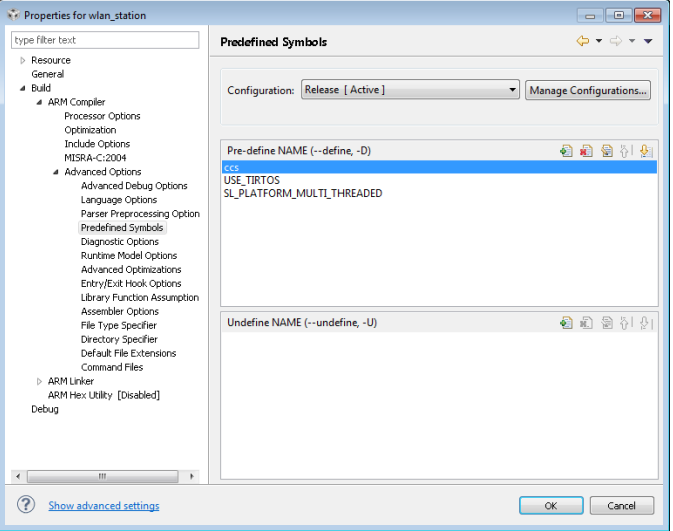 Properties for wlan_station
type filter text
Resource
General
Build
ARM Compiler
Processor Options
Optimization
Include Options
MISRA-C:2004
Advanced Options
Advanced Debug Options
Language Options
Parser Preprocessing Option
Predefined Symbols
Diagnostic Options
Runtime Model Options
Advanced Optimizations
Entry/Exit Hook Options
Library Function Assumption
Assembler Options
File Type Specifier
Directory Specifier
Default File Extensions
Command Files
ARM Linker
ARM Hex Utility [Disabled]
Debug
Predefined Symbols
Configuration: Release [ Active ] Manage Configurations...
Pre-define NAME (--define, -D)
ccs
USE_TIRTOS
SL_PLATFORM_MULTI_THREADED
Undefine NAME (--undefine, -U)
Show advanced settings
OK Cancel